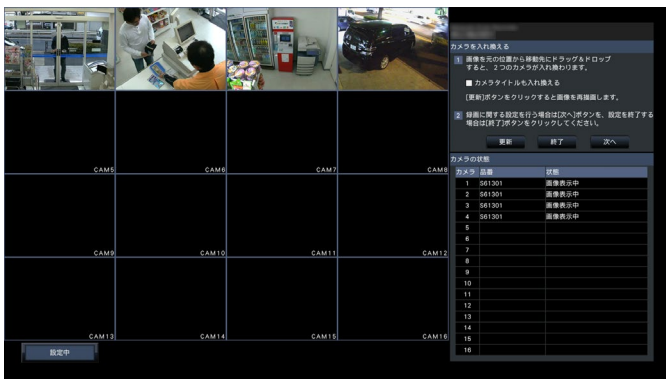 カメラを入れ換える
1 画像を元の位置から移動先にドラッグ＆ドロップ
すると、2つのカメラが入れ換わります。
カメラタイトルも入れ換える
[更新]ボタンをクリックすると画像を再描画します。
2 録画に関する設定を行う場合は[次へ]ボタンを、設定を終了する
場合は[終了]ボタンをクリックしてください。
更新 終了 次へ
カメラの状態
カメラ 品番 状態
1 S61301 画像表示中
2 S61301 画像表示中
3 S61301 画像表示中
4 S61301 画像表示中
5
6
7
8
9
10
11
12
13
14
15
16
CAM5 CAM6 CAM7 CAM8
CAM9 CAM10 CAM11 CAM12
CAM13 CAM14 CAM15 CAM16
設定中